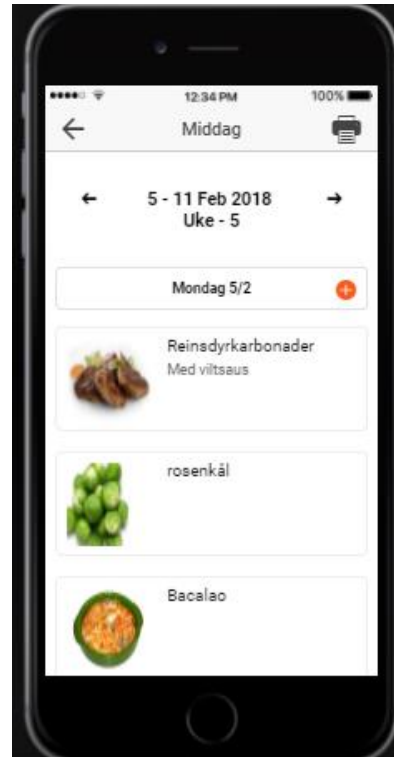 12:34 PM
100%
Middag
5 - 11 Feb 2018
Uke - 5
Mondag 5/2
Reinsdyrkarbonader
Med viltsaus
rosenkål
Bacalao